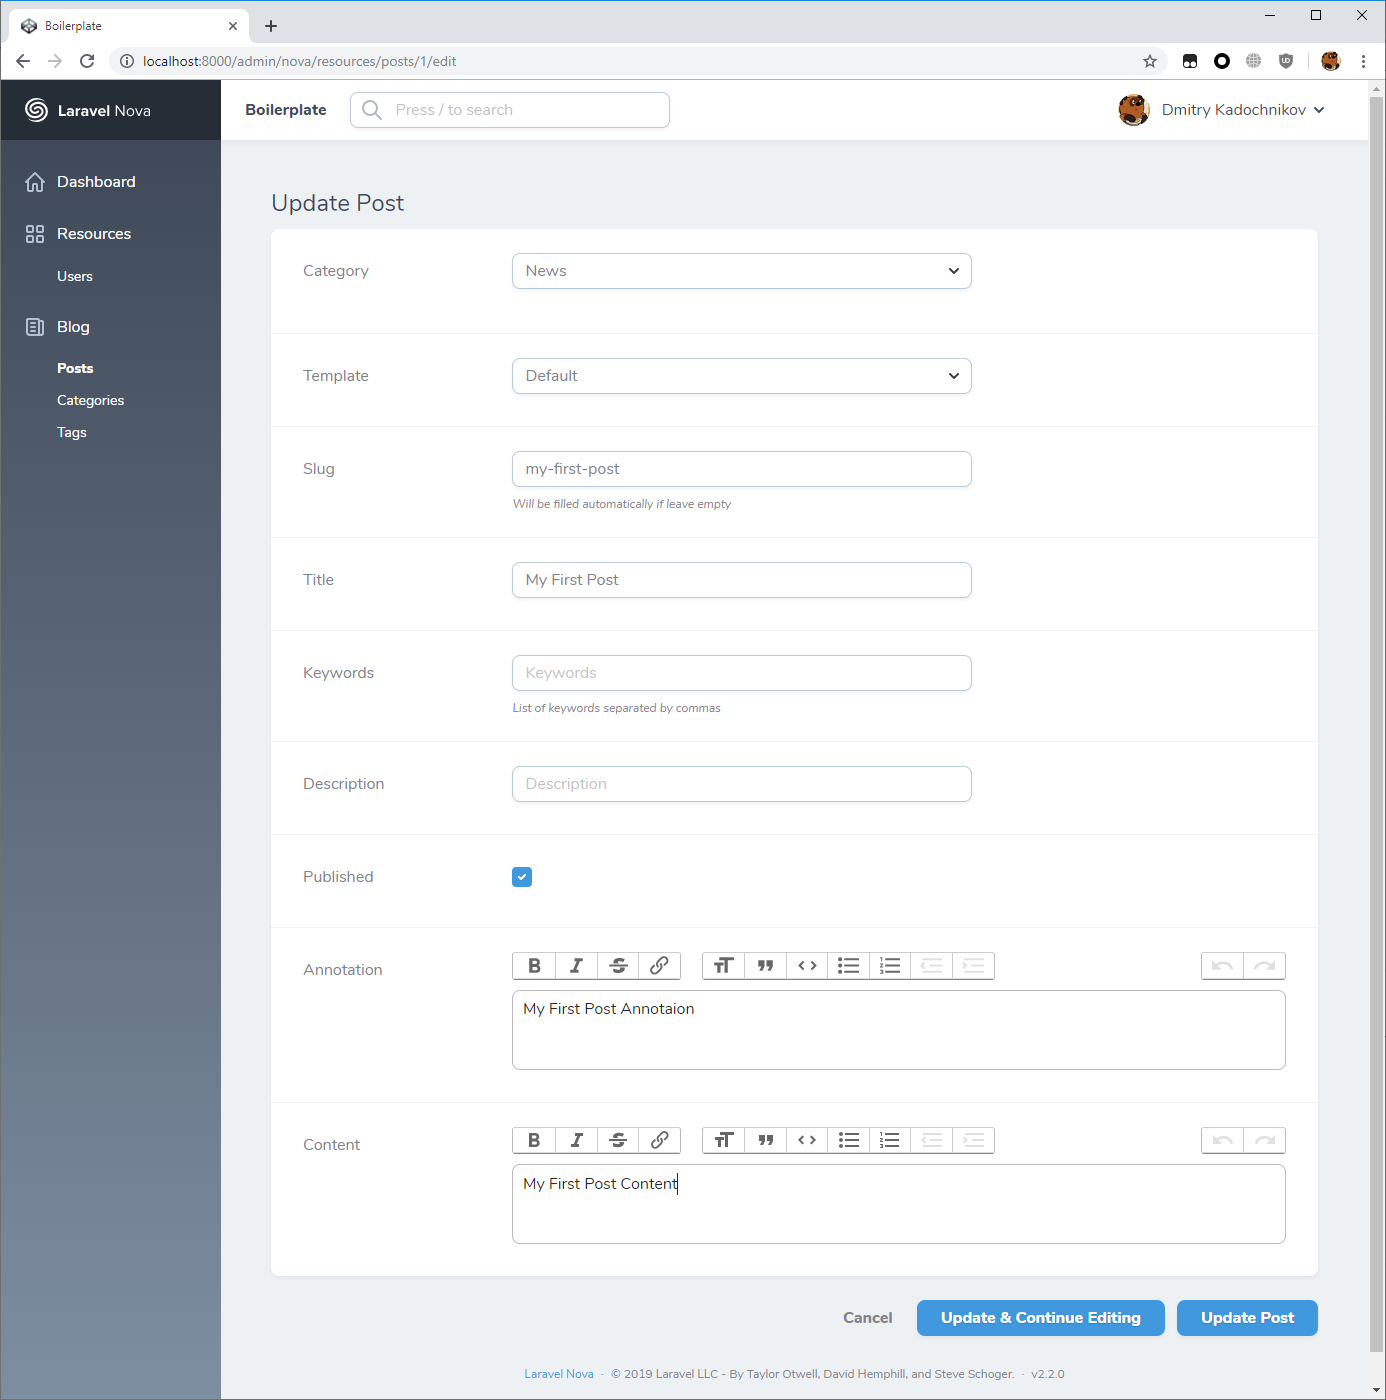 Boilerplate
localhost:8000/admin/nova/resources/posts/1/edit
Laravel Nova
Boilerplate
Press / to search
Dmitry Kadochnikov
Dashboard
Resources
Users
Blog
Posts
Categories
Tags
Update Post
Category
News
Template
Default
Slug
my-first-post
Will be filled automatically if leave empty
Title
My First Post
Keywords
Keywords
List of keywords separated by commas
Description
Description
Published
Annotation
My First Post Annotaion
Content
My First Post Content
Cancel
Update & Continue Editing
Update Post
Laravel Nova · © 2019 Laravel LLC - By Taylor Otwell, David Hemphill, and Steve Schoger. · v2.2.0